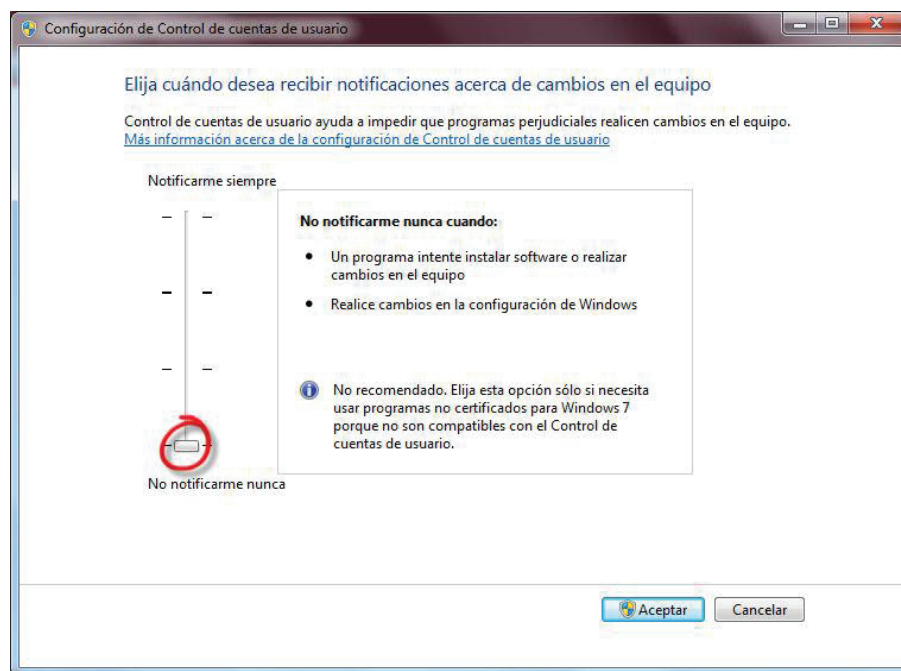 Configuración de Control de cuentas de usuario
Elija cuándo desea recibir notificaciones acerca de cambios en el equipo
Control de cuentas de usuario ayuda a impedir que programas perjudiciales realicen cambios en el equipo.
Más información acerca de la configuración de Control de cuentas de usuario
Notificarme siempre
No notificarme nunca cuando:
• Un programa intente instalar software o realizar
cambios en el equipo
• Realice cambios en la configuración de Windows
No recomendado. Elija esta opción sólo si necesita
usar programas no certificados para Windows 7
porque no son compatibles con el Control de
cuentas de usuario.
No notificarme nunca
Aceptar Cancelar